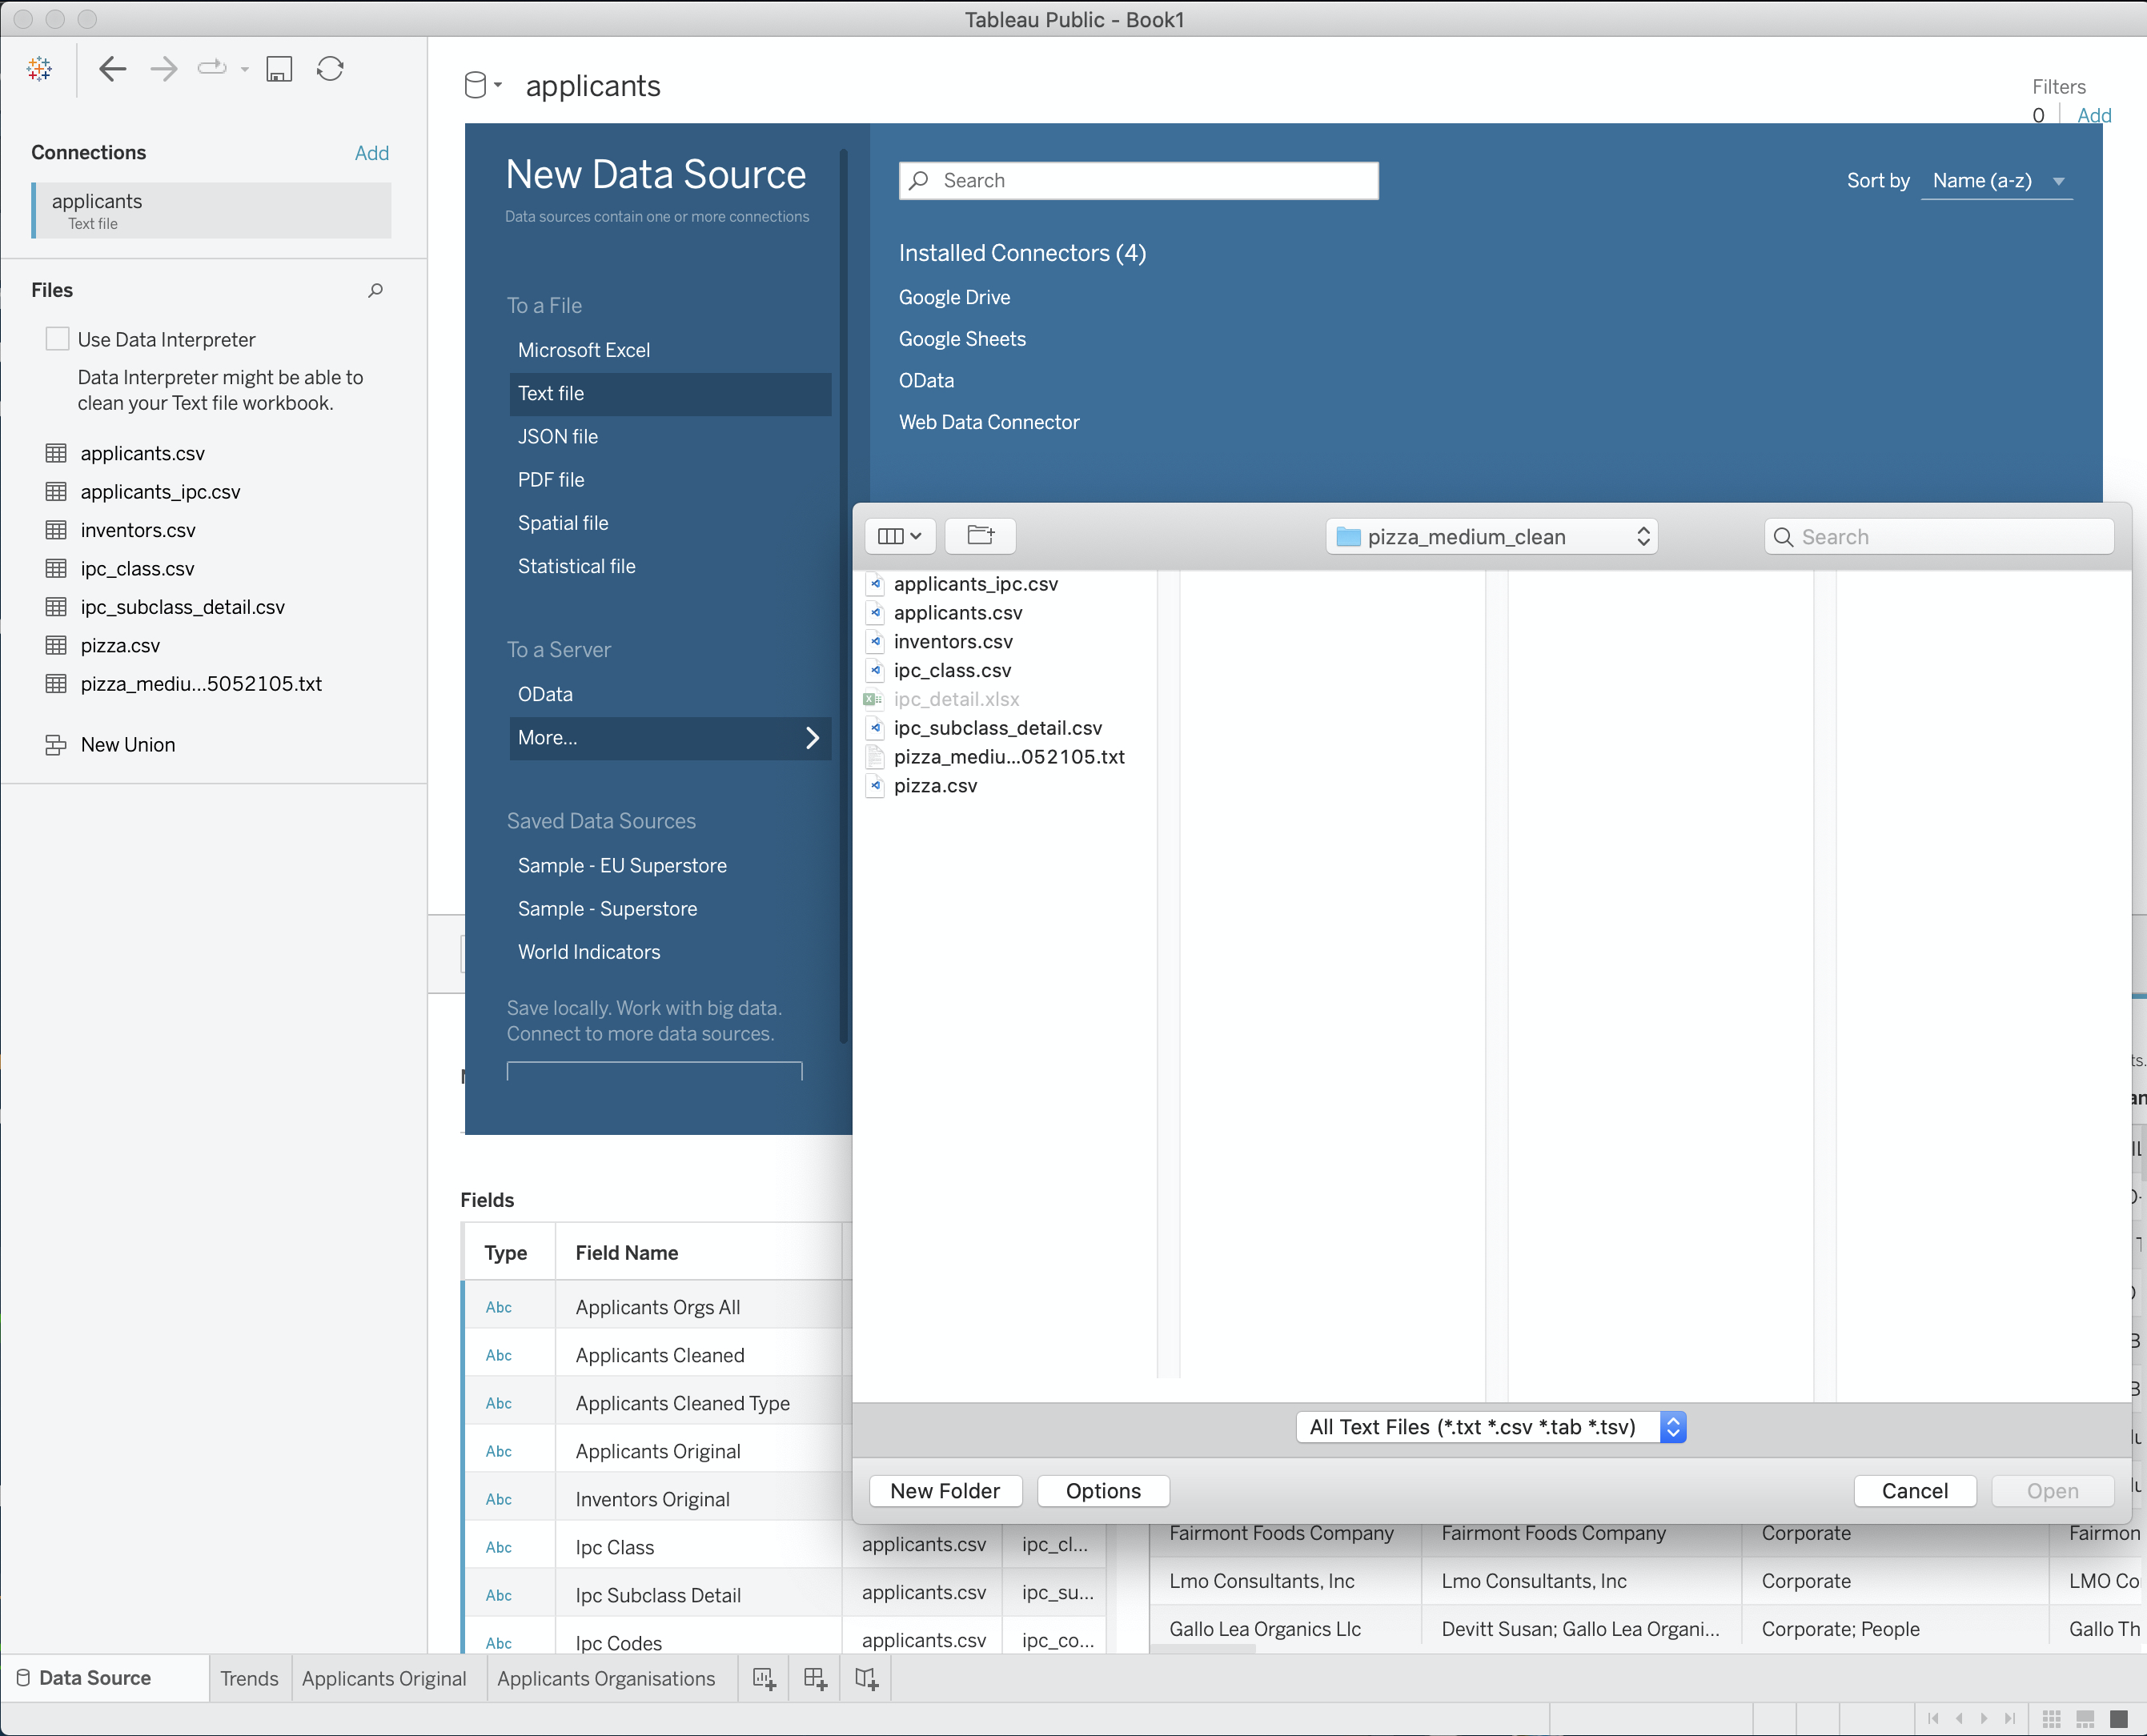 Tableau Public - Book1
applicants
Filters
0 Add
Connections
Add
applicants
Text file
Files
Use Data Interpreter
Data Interpreter might be able to
clean your Text file workbook.
applicants.csv
applicants_ipc.csv
inventors.csv
ipc_class.csv
ipc_subclass_detail.csv
pizza.csv
pizza_mediu...5052105.txt
New Union
New Data Source
Data sources contain one or more connections
To a File
Microsoft Excel
Text file
JSON file
PDF file
Spatial file
Statistical file
To a Server
OData
More...
Saved Data Sources
Sample - EU Superstore
Sample - Superstore
World Indicators
Save locally. Work with big data.
Connect to more data sources.
Search
Sort by Name (a-z)
Installed Connectors (4)
Google Drive
Google Sheets
OData
Web Data Connector
pizza_medium_clean
Search
applicants_ipc.csv
applicants.csv
inventors.csv
ipc_class.csv
ipc_detail.xlsx
ipc_subclass_detail.csv
pizza_mediu...052105.txt
pizza.csv
All Text Files (*.txt *.csv *.tab *.tsv)
New Folder
Options
Cancel
Open
Fields
Type Field Name
Abc Applicants Orgs All
Abc Applicants Cleaned
Abc Applicants Cleaned Type
Abc Applicants Original
Abc Inventors Original
Abc Ipc Class applicants.csv ipc_cl...
Abc Ipc Subclass Detail applicants.csv ipc_su...
Abc Ipc Codes applicants.csv ipc_co...
Fairmont Foods Company Fairmont Foods Company Corporate Fairmon
Lmo Consultants, Inc Lmo Consultants, Inc Corporate LMO Co
Gallo Lea Organics Llc Devitt Susan; Gallo Lea Organi... Corporate; People Gallo Th
Data Source
Trends
Applicants Original
Applicants Organisations